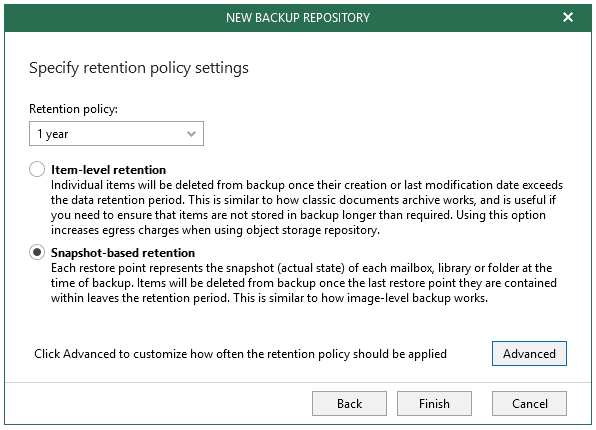 NEW BACKUP REPOSITORY
Specify retention policy settings
Retention policy:
1 year
Item-level retention
Individual items will be deleted from backup once their creation or last modification date exceeds
the data retention period. This is similar to how classic documents archive works, and is useful if
you need to ensure that items are not stored in backup longer than required. Using this option
increases egress charges when using object storage repository.
Snapshot-based retention
Each restore point represents the snapshot (actual state) of each mailbox, library or folder at the
time of backup. Items will be deleted from backup once the last restore point they are contained
within leaves the retention period. This is similar to how image-level backup works.
Click Advanced to customize how often the retention policy should be applied
Advanced
Back
Finish
Cancel